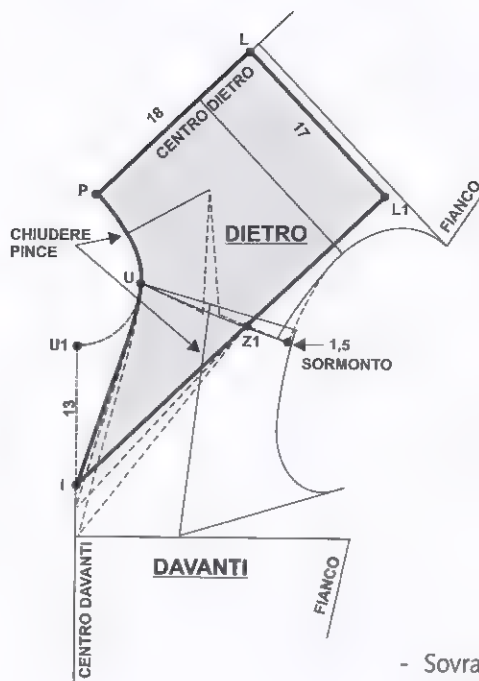 L
18
CENTRO DIETRO
17
P
L1
FIANCO
CHIUDERE
PINCE
DIETRO
U
U1
Z1
1,5
SORMONTO
13
I
DAVANTI
CENTRO DAVANTI
FIANCO
- Sovra